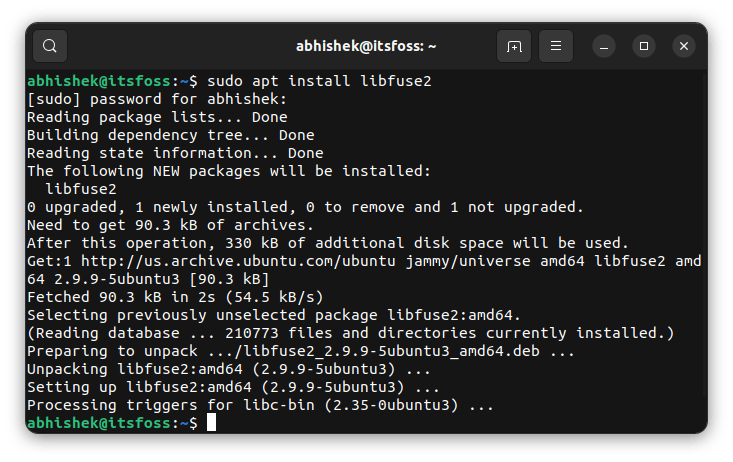 abhishek@itsfoss: ~
abhishek@itsfoss:~$ sudo apt install libfuse2
[sudo] password for abhishek:
Reading package lists... Done
Building dependency tree... Done
Reading state information... Done
The following NEW packages will be installed:
  libfuse2
0 upgraded, 1 newly installed, 0 to remove and 1 not upgraded.
Need to get 90.3 kB of archives.
After this operation, 330 kB of additional disk space will be used.
Get:1 http://us.archive.ubuntu.com/ubuntu jammy/universe amd64 libfuse2 amd
64 2.9.9-5ubuntu3 [90.3 kB]
Fetched 90.3 kB in 2s (54.5 kB/s)
Selecting previously unselected package libfuse2:amd64.
(Reading database ... 210773 files and directories currently installed.)
Preparing to unpack .../libfuse2_2.9.9-5ubuntu3_amd64.deb ...
Unpacking libfuse2:amd64 (2.9.9-5ubuntu3) ...
Setting up libfuse2:amd64 (2.9.9-5ubuntu3) ...
Processing triggers for libc-bin (2.35-0ubuntu3) ...
abhishek@itsfoss:~$